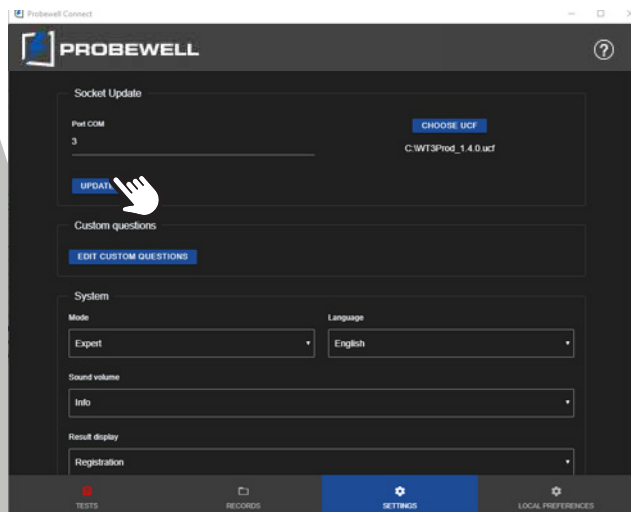 Probewell Connect
PROBEWELL
?
Socket Update
Port COM
3
CHOOSE UCF
C:\WT3Prod_1.4.0.ucf
UPDATE
Custom questions
EDIT CUSTOM QUESTIONS
System
Mode
Language
Expert
English
Sound volume
Info
Result display
Registration
TESTS
RECORDS
SETTINGS
LOCAL PREFERENCES